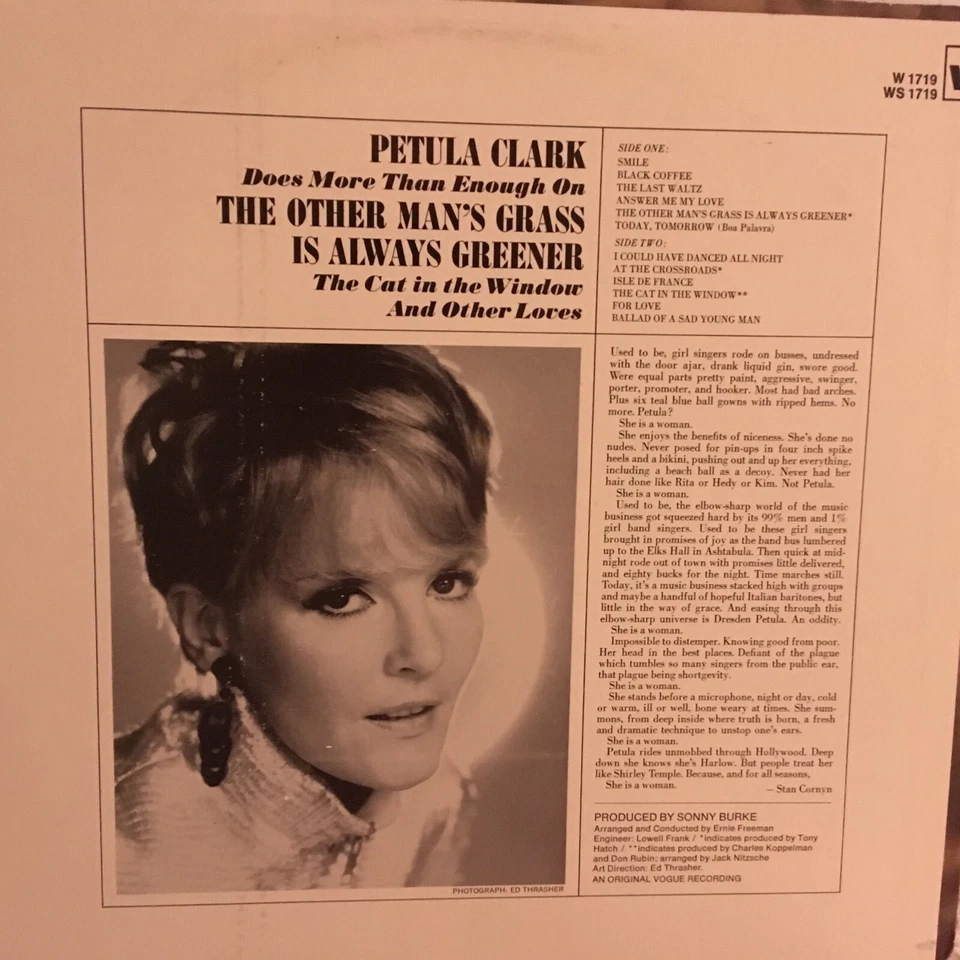 W 1719
WS 1719
PETULA CLARK
Does More Than Enough On
THE OTHER MAN'S GRASS
IS ALWAYS GREENER
The Cat in the Window
And Other Loves
SIDE ONE:
SMILE
BLACK COFFEE
THE LAST WALTZ
ANSWER ME MY LOVE
THE OTHER MAN'S GRASS IS ALWAYS GREENER*
TODAY, TOMORROW (Boa Palavra)
SIDE TWO:
I COULD HAVE DANCED ALL NIGHT
AT THE CROSSROADS*
ISLE DE FRANCE
THE CAT IN THE WINDOW**
FOR LOVE
BALLAD OF A SAD YOUNG MAN
Used to be, girl singers rode on busses, undressed
with the door ajar, drank liquid gin, swore good.
Were equal parts pretty paint, aggressive, swinger,
porter, promoter, and hooker. Most had bad arches.
Plus six teal blue ball gowns with ripped hems. No
more. Petula?
She is a woman.
She enjoys the benefits of niceness. She's done no
nudes. Never posed for pin-ups in four inch spike
heels and a bikini, pushing out and up her everything,
including a beach ball as a decoy. Never had her
hair done like Rita or Hedy or Kim. Not Petula.
She is a woman.
Used to be, the elbow-sharp world of the music
business got squeezed hard by its 99% men and 1%
girl band singers. Used to be these girl singers
brought in promises of joy as the band bus lumbered
up to the Elks Hall in Ashtabula. Then quick at mid-
night rode out of town with promises little delivered,
and eighty bucks for the night. Time marches still.
Today, it's a music business stacked high with groups
and maybe a handful of hopeful Italian baritones, but
little in the way of grace. And easing through this
elbow-sharp universe is Dresden Petula. An oddity.
She is a woman.
Impossible to distemper. Knowing good from poor.
Her head in the best places. Defiant of the plague
which tumbles so many singers from the public ear,
that plague being shortgevity.
She is a woman.
She stands before a microphone, night or day, cold
or warm, ill or well, bone weary at times. She sum-
mons, from deep inside where truth is born, a fresh
and dramatic technique to unstop one's ears.
She is a woman.
Petula rides unmobbed through Hollywood. Deep
down she knows she's Harlow. But people treat her
like Shirley Temple. Because, and for all seasons,
She is a woman.
— Stan Cornyn
PRODUCED BY SONNY BURKE
Arranged and Conducted by Ernie Freeman
Engineer: Lowell Frank / *indicates produced by Tony
Hatch / **indicates produced by Charles Koppelman
and Don Rubin; arranged by Jack Nitzsche
Art Direction: Ed Thrasher.
AN ORIGINAL VOGUE RECORDING
PHOTOGRAPH: ED THRASHER